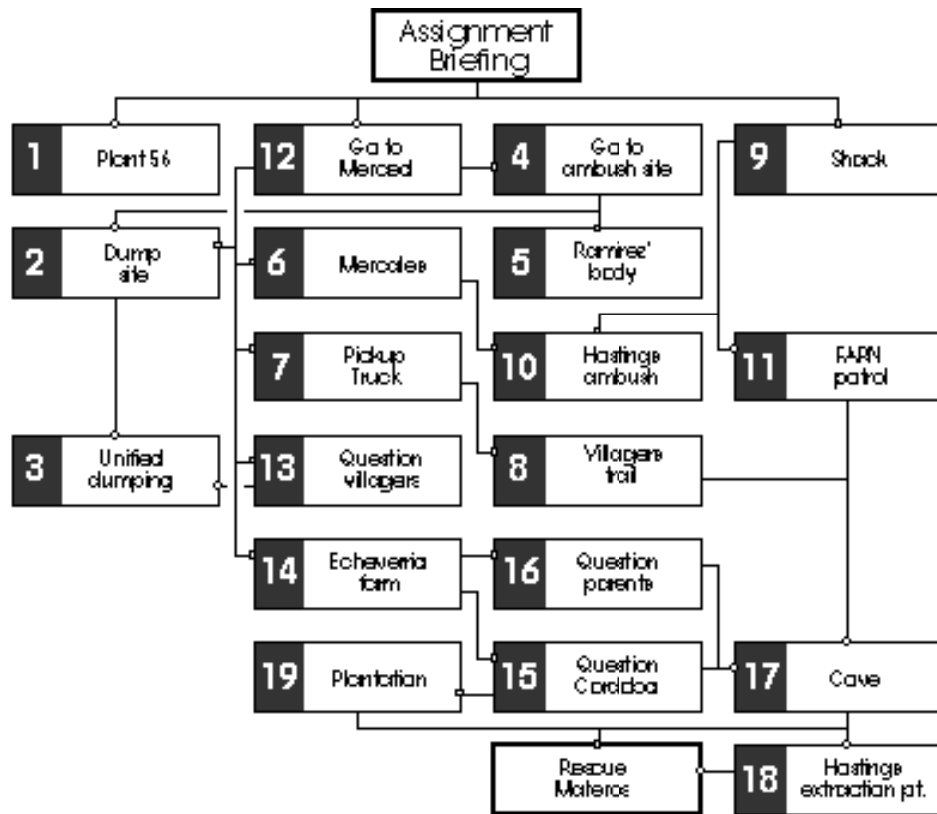 Assignment
Briefing
1 Plant 56
12 Go to
Merced
4 Go to
ambush site
9 Shack
2 Dump
site
6 Mercales
5 Ramirez'
body
7 Pickup
Truck
10 Hastings
ambush
11 FARN
patrol
3 Unified
dumping
13 Question
villagers
8 Villagers
trail
14 Echeverria
farm
16 Question
parents
19 Plantation
15 Question
Cordoba
17 Cave
Rescue
Materos
18 Hastings
extraction pt.